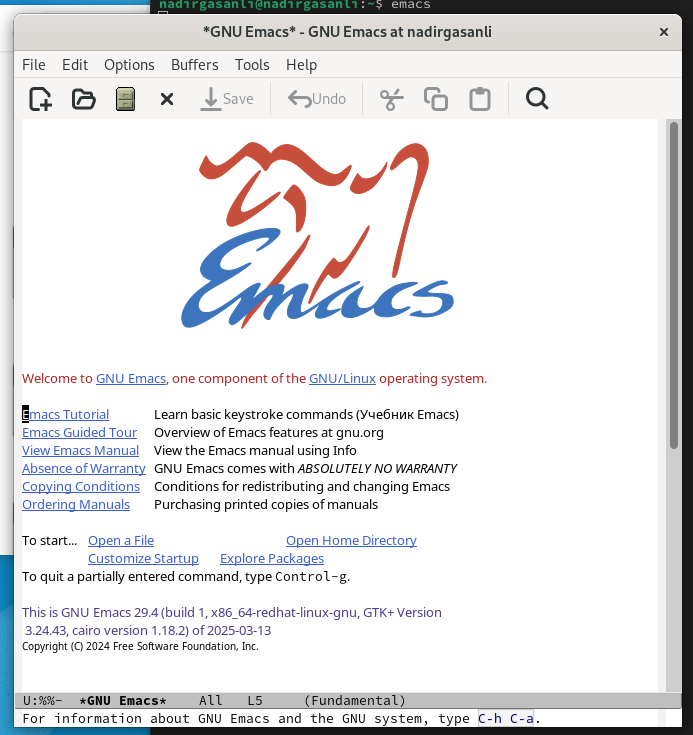 nadirgasanli@nadirgasanli:~$ emacs
*GNU Emacs* - GNU Emacs at nadirgasanli
File Edit Options Buffers Tools Help
Save Undo
Emacs
Welcome to GNU Emacs, one component of the GNU/Linux operating system.
Emacs Tutorial Learn basic keystroke commands (Учебник Emacs)
Emacs Guided Tour Overview of Emacs features at gnu.org
View Emacs Manual View the Emacs manual using Info
Absence of Warranty GNU Emacs comes with ABSOLUTELY NO WARRANTY
Copying Conditions Conditions for redistributing and changing Emacs
Ordering Manuals Purchasing printed copies of manuals
To start... Open a File Open Home Directory
Customize Startup Explore Packages
To quit a partially entered command, type Control-g.
This is GNU Emacs 29.4 (build 1, x86_64-redhat-linux-gnu, GTK+ Version
3.24.43, cairo version 1.18.2) of 2025-03-13
Copyright (C) 2024 Free Software Foundation, Inc.
U:%%- *GNU Emacs* All L5 (Fundamental)
For information about GNU Emacs and the GNU system, type C-h C-a.